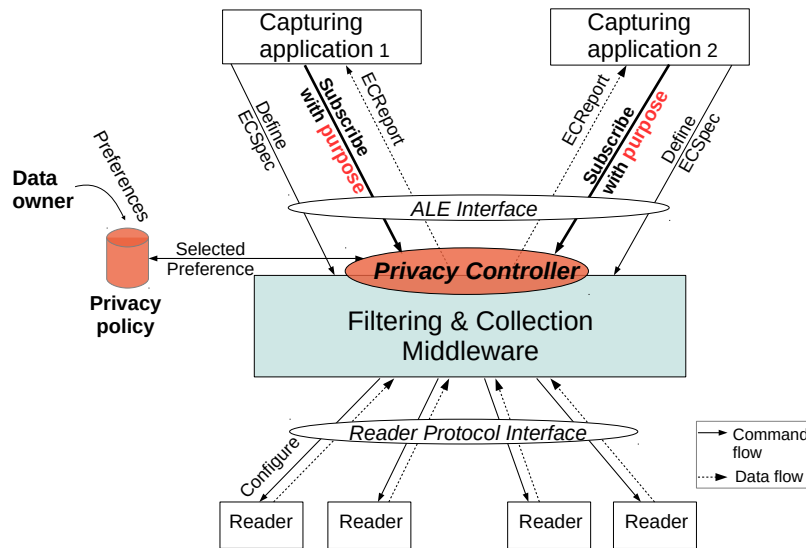 Capturing
application 1
Capturing
application 2
Define
ECSpec
Subscribe
with purpose
ECReport
ECReport
Subscribe
with purpose
Define
ECSpec
Preferences
Data
owner
ALE Interface
Selected
Preference
Privacy Controller
Privacy
policy
Filtering & Collection
Middleware
Reader Protocol Interface
Configure
Command
flow
Data flow
Reader
Reader
Reader
Reader